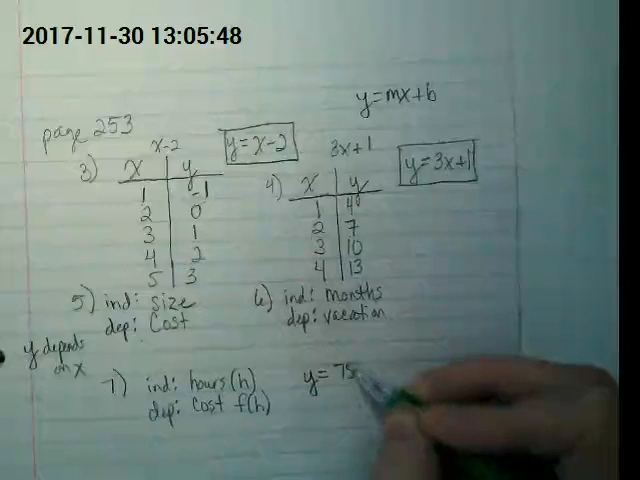 2017-11-30 13:05:48
y=mx+b
page 253
x-2
y=x-2
3x+1
y=3x+1
3)
x y
1 -1
2 0
3 1
4 2
5 3
4)
x y
1 4
2 7
3 10
4 13
5) ind: size
dep: Cost
6) ind: months
dep: vacation
y depends
on x
7) ind: hours (h)
dep: cost f(h)
y= 75